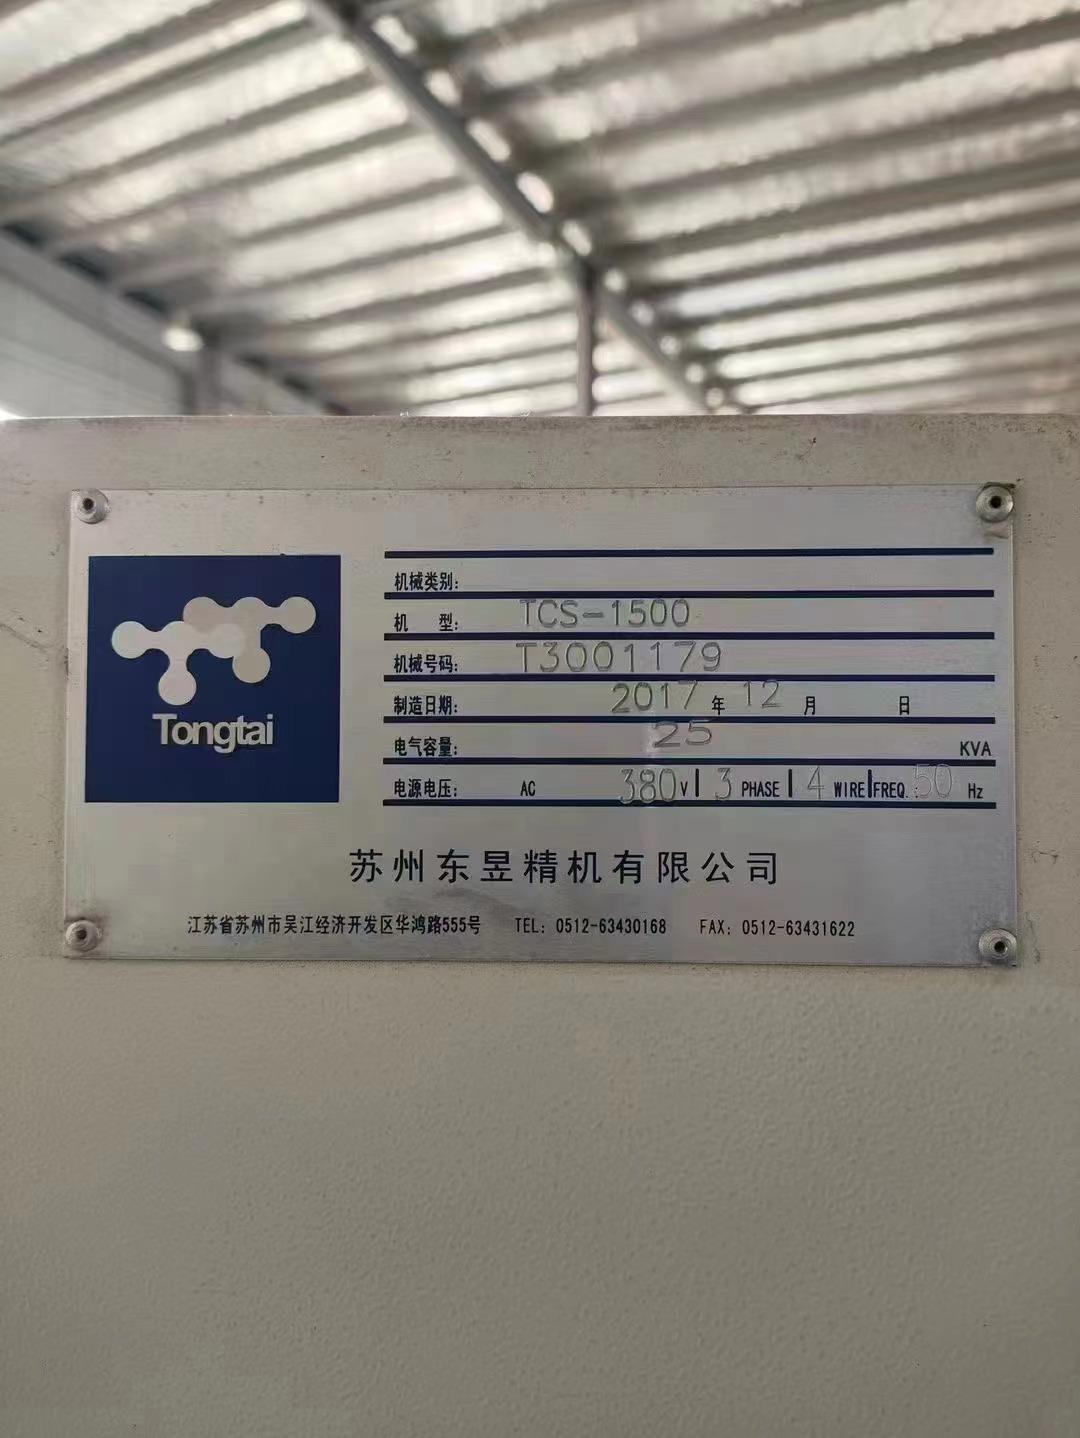 机械类别:
机 型: TCS-1500
机械号码: T3001179
制造日期: 2017 年 12 月 日
电气容量: 25 KVA
电源电压: AC 380 V 3 PHASE 4 WIRE FREQ.: 50 Hz
Tongtai
苏州东昱精机有限公司
江苏省苏州市吴江经济开发区华鸿路555号 TEL: 0512-63430168 FAX: 0512-63431622